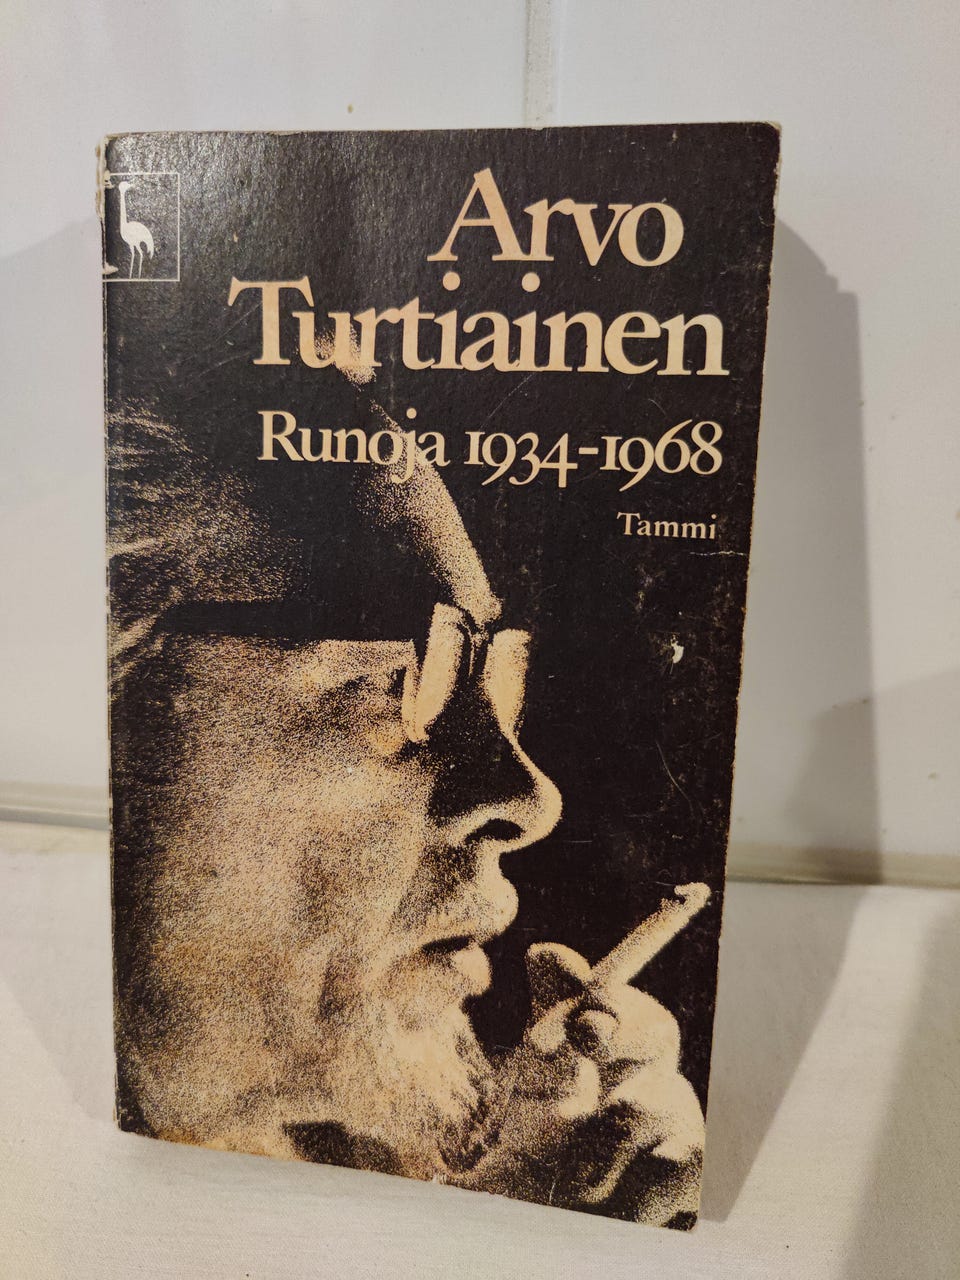 Arvo
Turtiainen
Runoja 1934-1968
Tammi